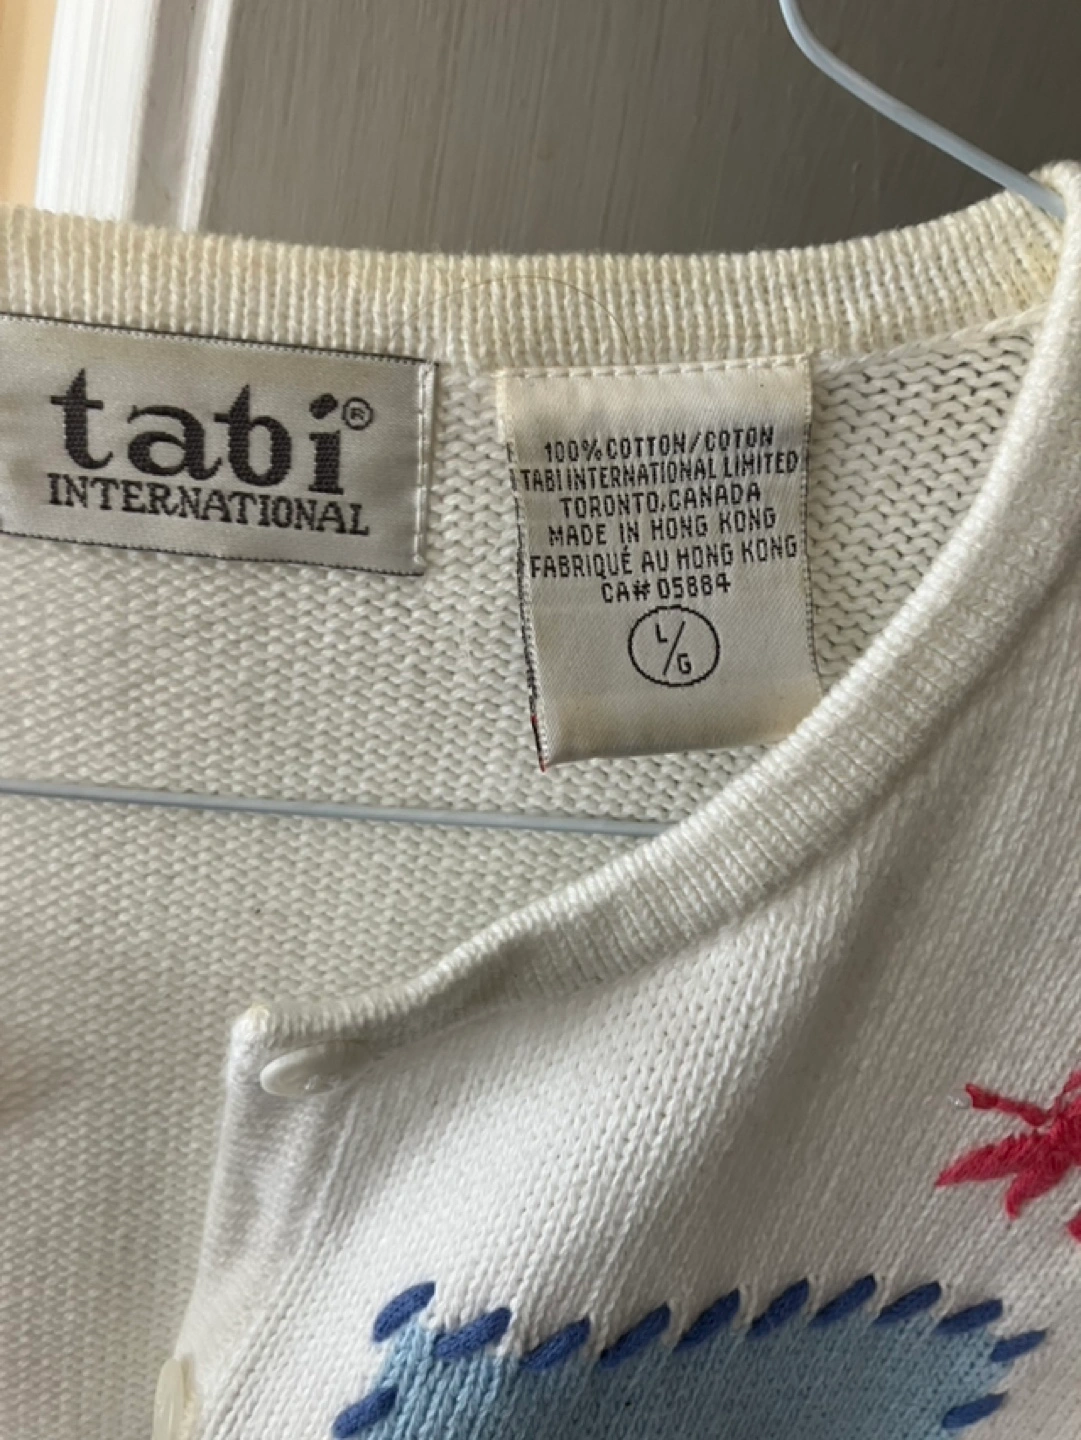 tabi®
INTERNATIONAL
100% COTTON/COTON
TABI INTERNATIONAL LIMITED
TORONTO, CANADA
MADE IN HONG KONG
FABRIQUÉ AU HONG KONG
CA# 05884
L/G